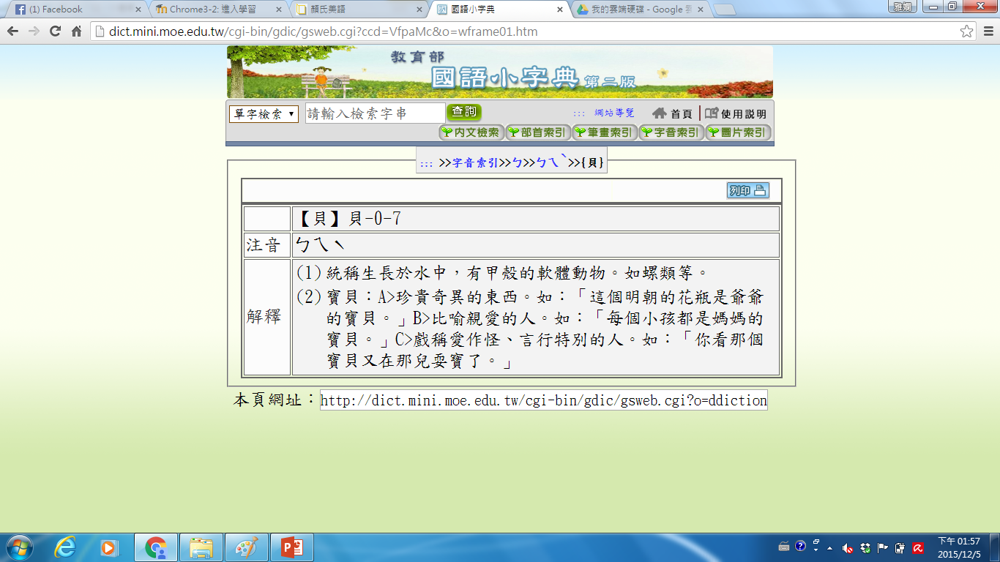 (1) Facebook
Chrome3-2: 進入學習
顏氏美語
國語小字典
我的雲端硬碟 - Google 雲
雅嫻
dict.mini.moe.edu.tw/cgi-bin/gdic/gsweb.cgi?ccd=VfpaMc&o=wframe01.htm
教育部
國語小字典 第二版
單字檢索 請輸入檢索字串 查詢 ::: 網站導覽 首頁 使用説明
內文檢索 部首索引 筆畫索引 字音索引 圖片索引
::: >>字音索引>>ㄅ>>ㄅㄟˋ>>{貝}
列印
【貝】貝-0-7
注音 ㄅㄟˋ
解釋
(1)統稱生長於水中，有甲殼的軟體動物。如螺類等。
(2)寶貝：A>珍貴奇異的東西。如：「這個明朝的花瓶是爺爺
的寶貝。」B>比喻親愛的人。如：「每個小孩都是媽媽的
寶貝。」C>戲稱愛作怪、言行特別的人。如：「你看那個
寶貝又在那兒耍寶了。」
本頁網址：http://dict.mini.moe.edu.tw/cgi-bin/gdic/gsweb.cgi?o=ddiction
下午 01:57
2015/12/5